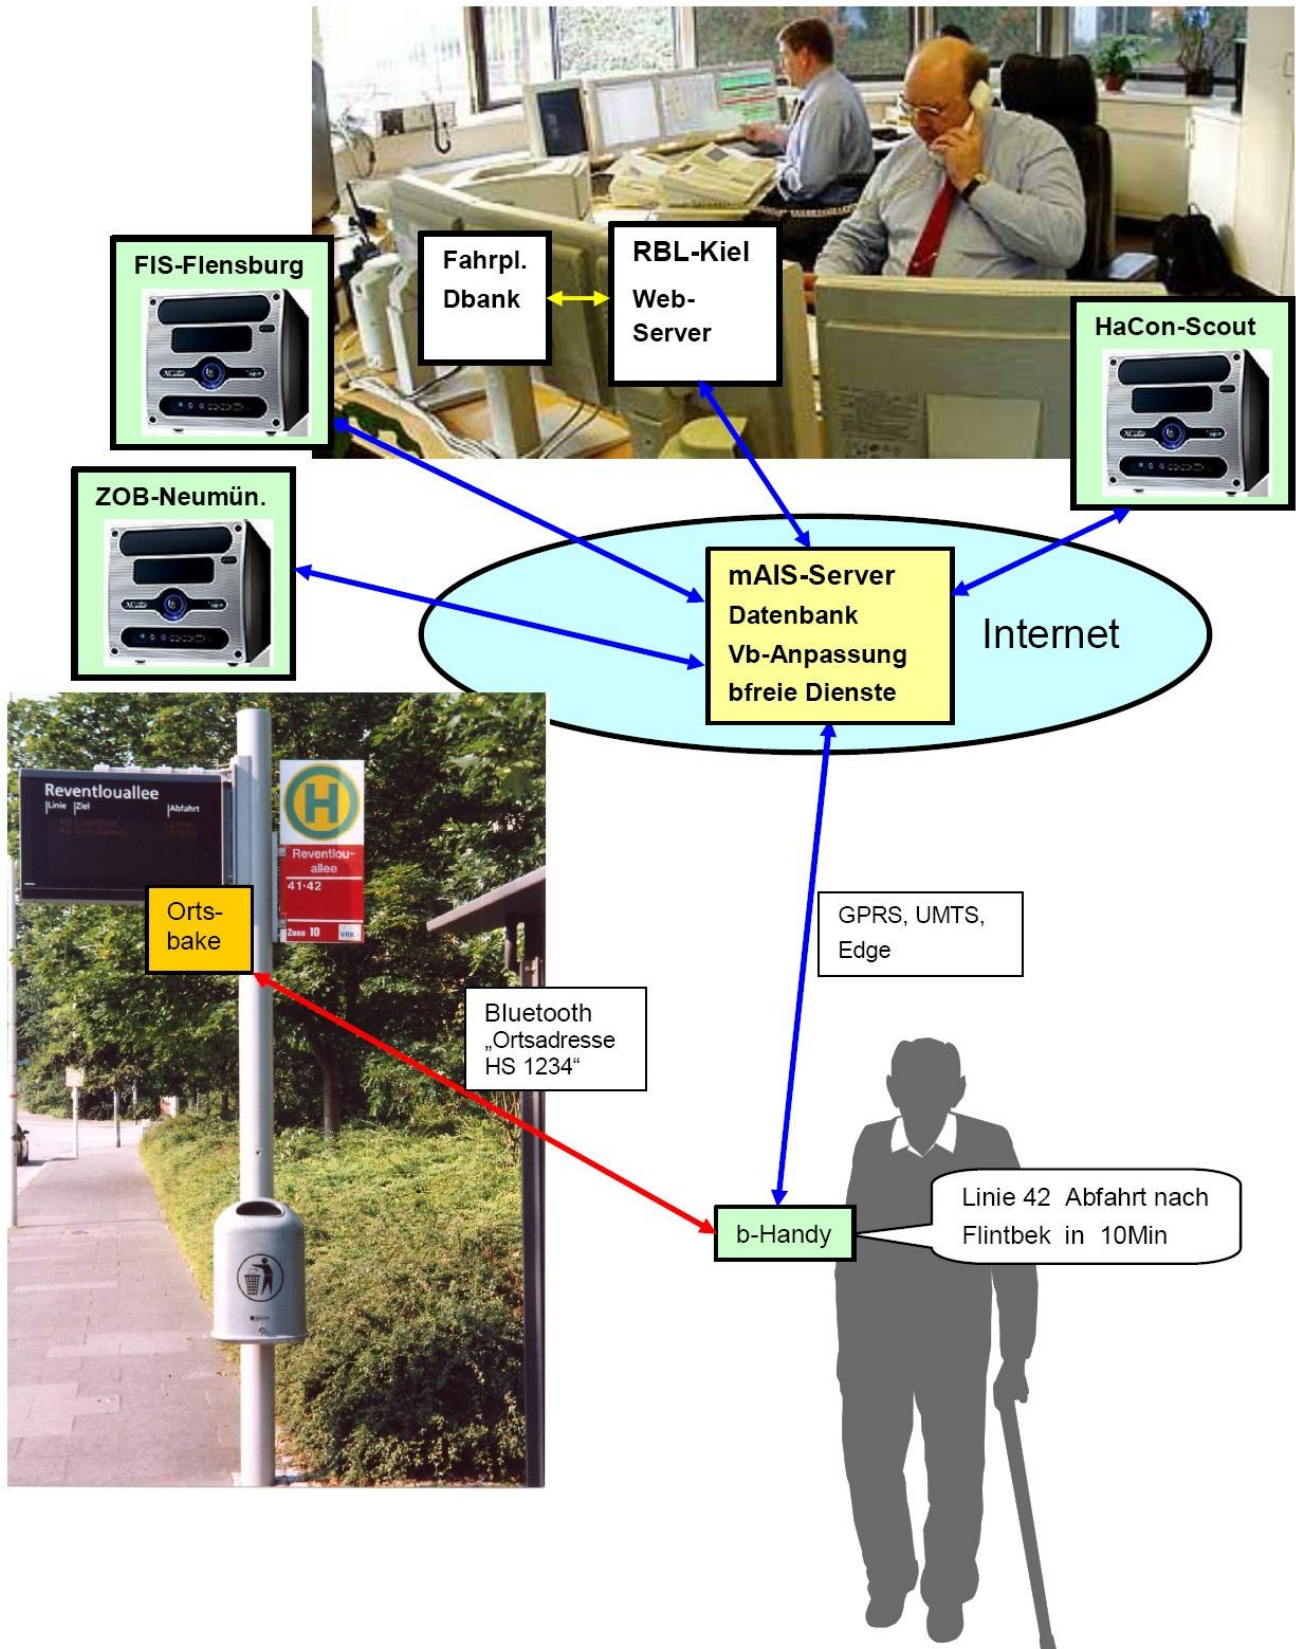 FIS-Flensburg
Fahrpl.
Dbank
RBL-Kiel
Web-
Server
HaCon-Scout
ZOB-Neumün.
mAIS-Server
Datenbank
Vb-Anpassung
bfreie Dienste
Internet
Reventlouallee
Linie Ziel Abfahrt
H
Reventlou-
allee
41·42
Zone 10
Orts-
bake
GPRS, UMTS,
Edge
Bluetooth
„Ortsadresse
HS 1234“
b-Handy
Linie 42 Abfahrt nach
Flintbek in 10Min